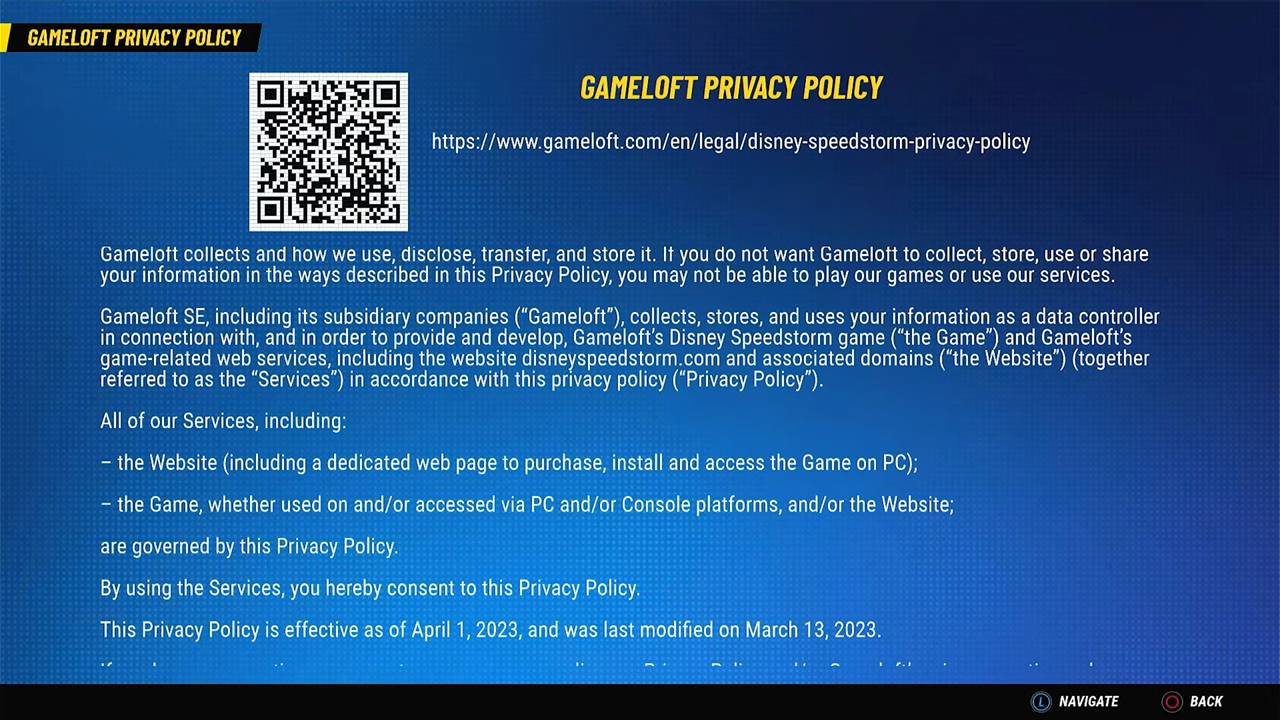 GAMELOFT PRIVACY POLICY
GAMELOFT PRIVACY POLICY
https://www.gameloft.com/en/legal/disney-speedstorm-privacy-policy
Gameloft collects and how we use, disclose, transfer, and store it. If you do not want Gameloft to collect, store, use or share
your information in the ways described in this Privacy Policy, you may not be able to play our games or use our services.
Gameloft SE, including its subsidiary companies (“Gameloft”), collects, stores, and uses your information as a data controller
in connection with, and in order to provide and develop, Gameloft’s Disney Speedstorm game (“the Game”) and Gameloft’s
game-related web services, including the website disneyspeedstorm.com and associated domains (“the Website”) (together
referred to as the “Services”) in accordance with this privacy policy (“Privacy Policy”).
All of our Services, including:
– the Website (including a dedicated web page to purchase, install and access the Game on PC);
– the Game, whether used on and/or accessed via PC and/or Console platforms, and/or the Website;
are governed by this Privacy Policy.
By using the Services, you hereby consent to this Privacy Policy.
This Privacy Policy is effective as of April 1, 2023, and was last modified on March 13, 2023.
L NAVIGATE
BACK